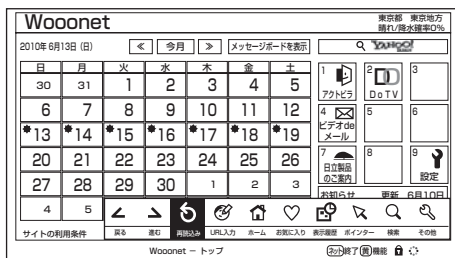 Wooonet
東京都 東京地方
晴れ/降水確率0%
2010年 6月13日 (日)
≪ 今月 ≫ メッセージボードを表示
YAHOO!
日 月 火 水 木 金 土
30 31 1 2 3 4 5
6 7 8 9 10 11 12
*13 *14 *15 *16 *17 *18 *19
20 21 22 23 24 25 26
27 28 29 30 1 2 3
4 5
1 アクトビラ
2 DoTV
3
4 ビデオde
メール
5
6
7 日立製品
のご案内
8
9 設定
お知らせ 更新 6月10日
サイトの利用条件
戻る 進む 再読込み URL入力 ホーム お気に入り 表示履歴 ポインター 検索 その他
Wooonet − トップ
ネット終了 黄機能